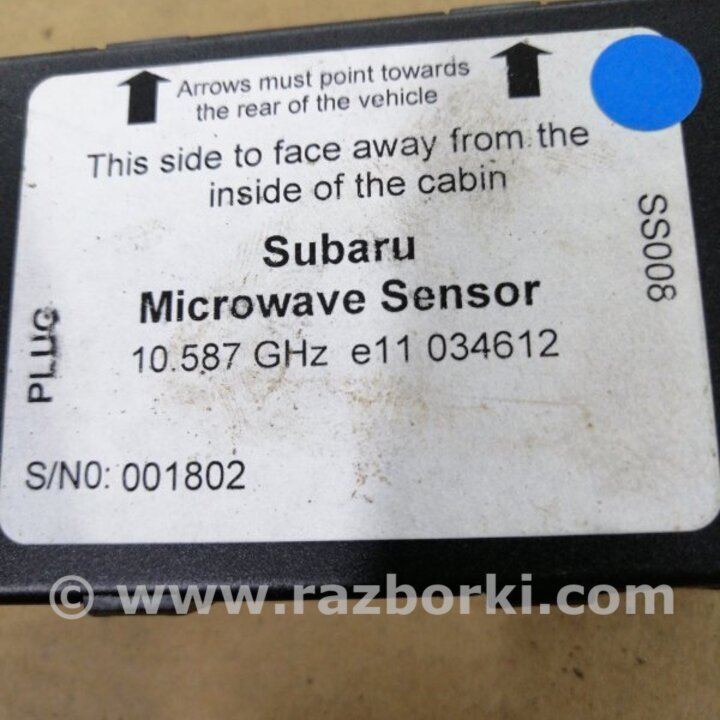 Arrows must point towards
the rear of the vehicle
This side to face away from the
inside of the cabin
Subaru
Microwave Sensor
10.587 GHz e11 034612
SS008
PLUG
S/N0: 001802
© www.razborki.com